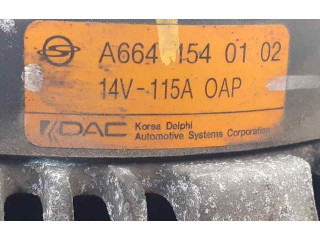 A664 154 01 02
14V-115A OAP
KDAC Korea Delphi
Automotive Systems Corporation